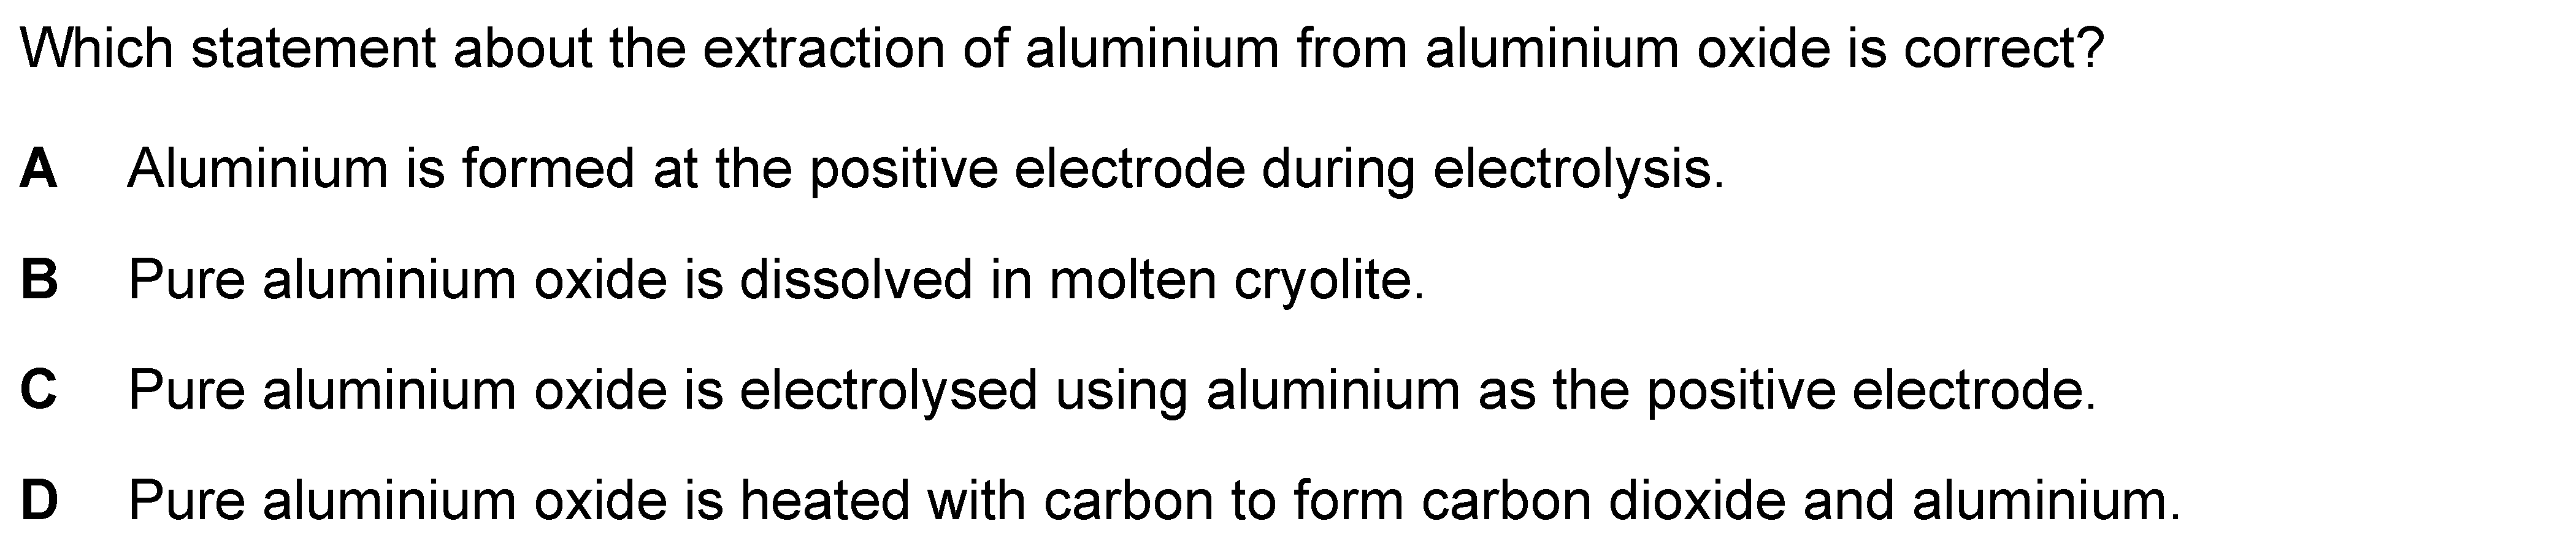 Which statement about the extraction of aluminium from aluminium oxide is correct?
A Aluminium is formed at the positive electrode during electrolysis.
B Pure aluminium oxide is dissolved in molten cryolite.
C Pure aluminium oxide is electrolysed using aluminium as the positive electrode.
D Pure aluminium oxide is heated with carbon to form carbon dioxide and aluminium.